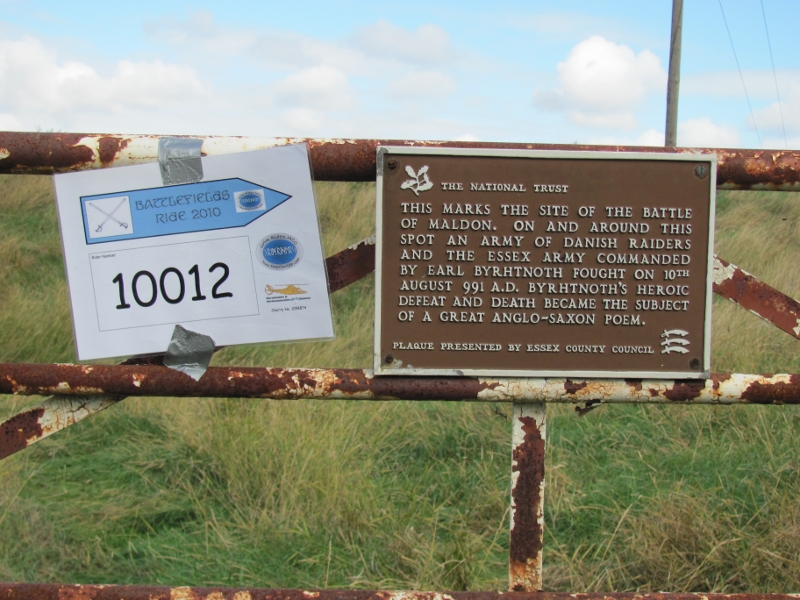 BATTLEFIELDS
RIDE 2010
10012
THE NATIONAL TRUST
THIS MARKS THE SITE OF THE BATTLE
OF MALDON. ON AND AROUND THIS
SPOT AN ARMY OF DANISH RAIDERS
AND THE ESSEX ARMY COMMANDED
BY EARL BYRHTNOTH FOUGHT ON 10TH
AUGUST 991 A.D. BYRHTNOTH'S HEROIC
DEFEAT AND DEATH BECAME THE SUBJECT
OF A GREAT ANGLO-SAXON POEM.
PLAQUE PRESENTED BY ESSEX COUNTY COUNCIL